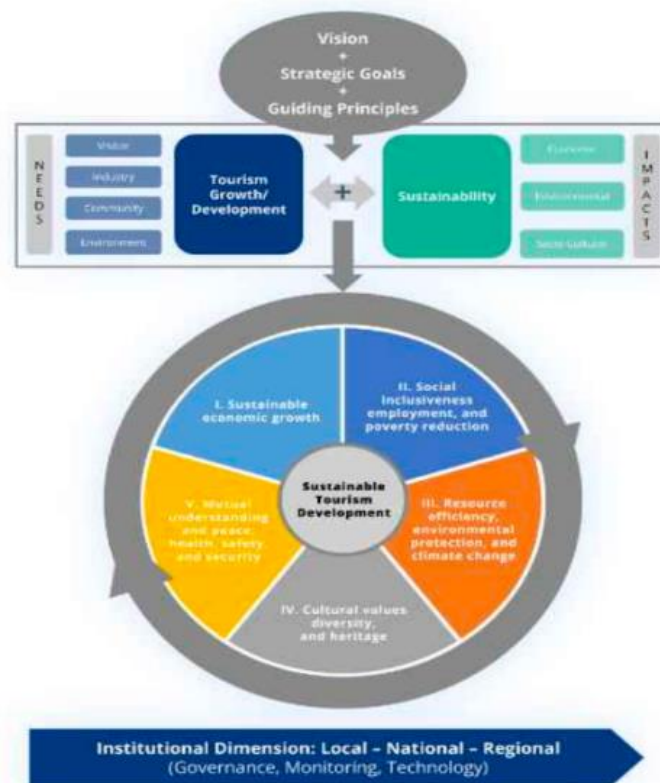 Vision
+
Strategic Goals
+
Guiding Principles
NEEDS
Visitor
Industry
Community
Environment
Tourism
Growth/
Development
+
Sustainability
Economic
Environmental
Socio Cultural
IMPACTS
I. Sustainable
economic growth
II. Social
inclusiveness
employment, and
poverty reduction
III. Resource
efficiency,
environmental
protection, and
climate change
IV. Cultural values
diversity,
and heritage
V. Mutual
understanding
and peace
health, safety
and security
Sustainable
Tourism
Development
Institutional Dimension: Local – National – Regional
(Governance, Monitoring, Technology)